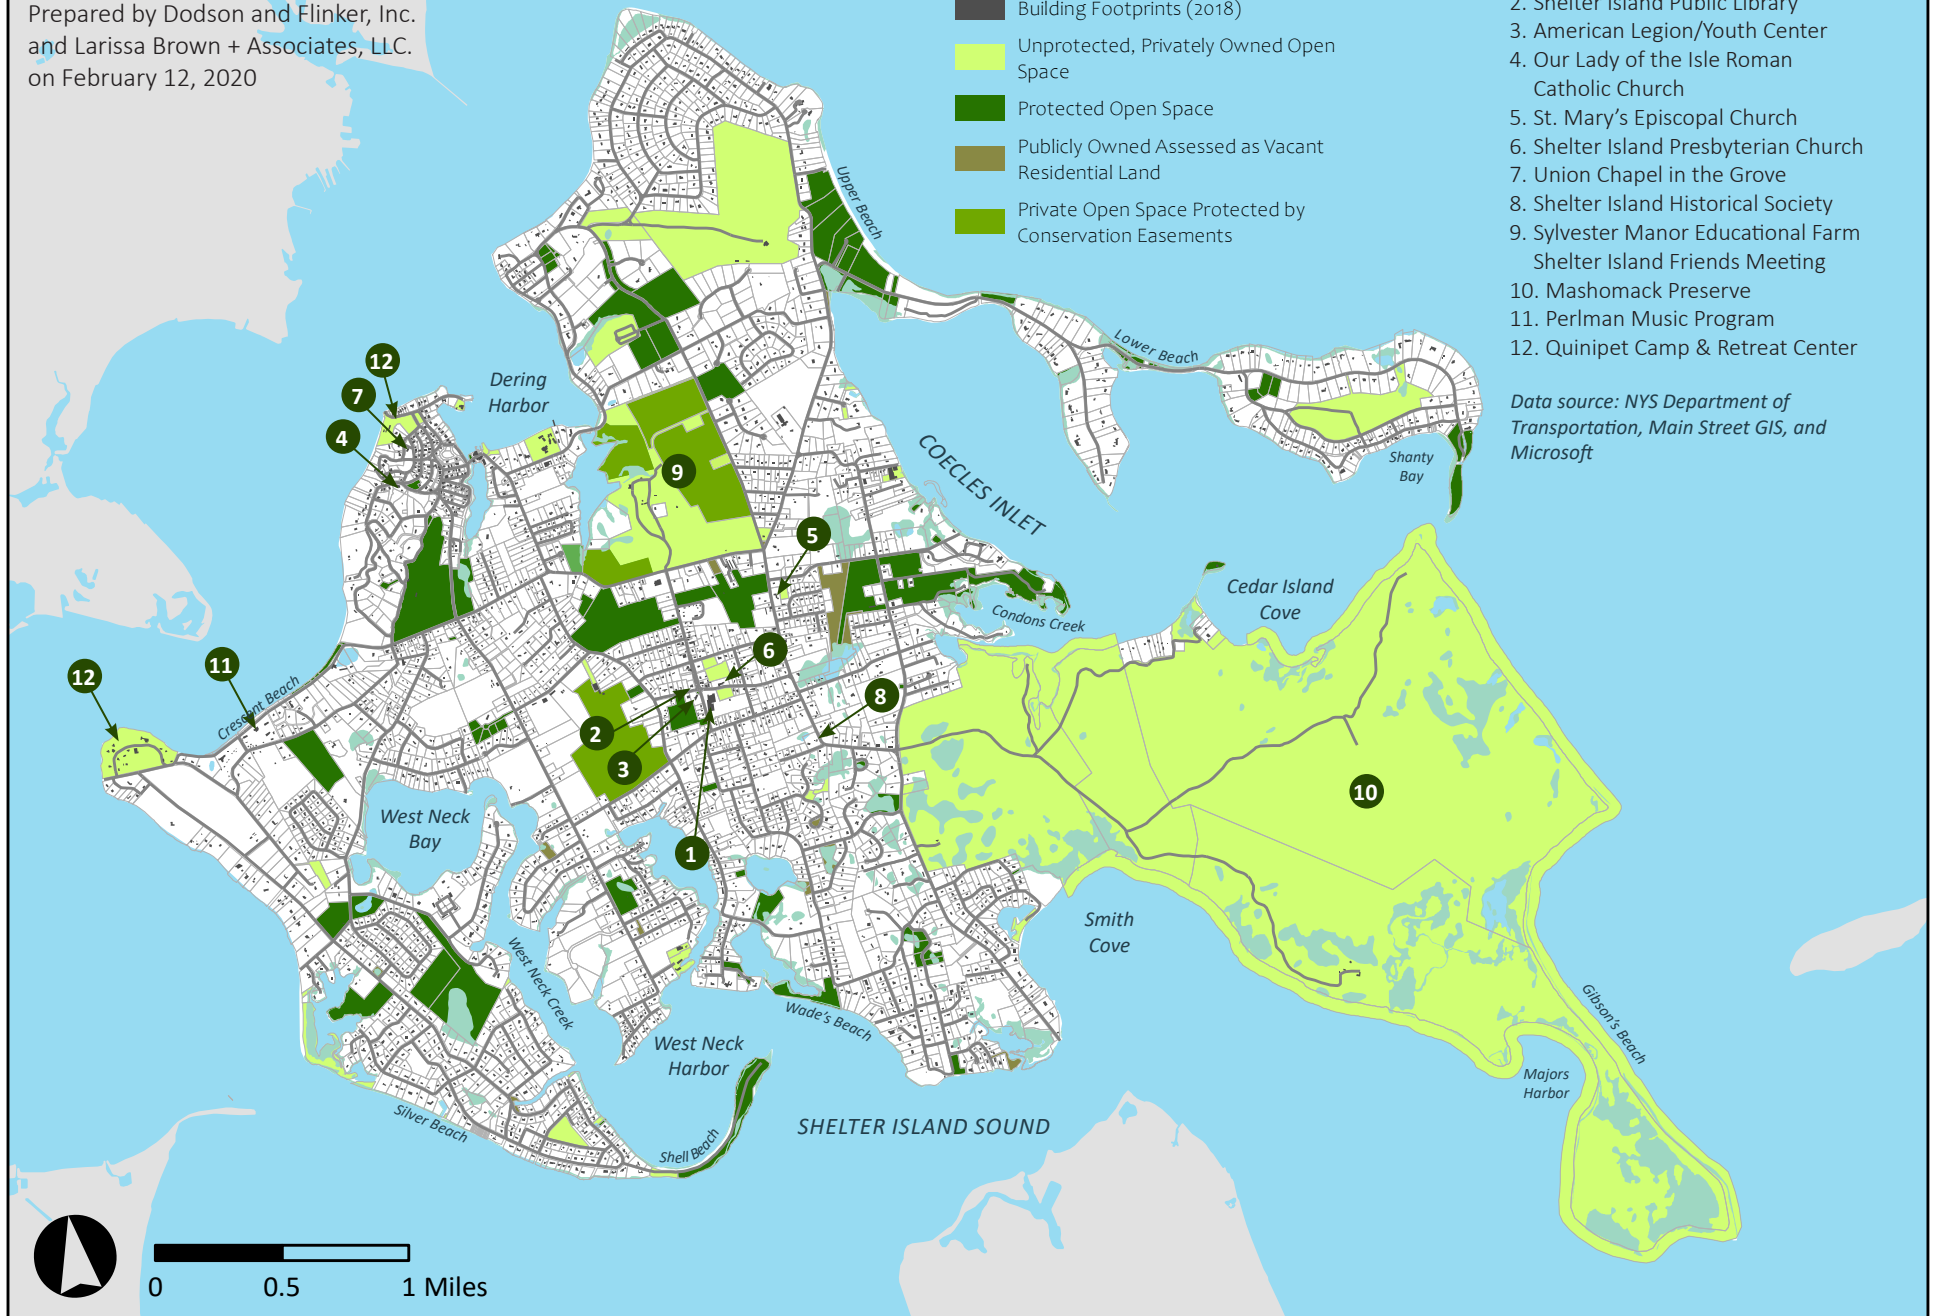 Prepared by Dodson and Flinker, Inc.
and Larissa Brown + Associates, LLC.
on February 12, 2020
Building Footprints (2018)
Unprotected, Privately Owned Open
Space
Protected Open Space
Publicly Owned Assessed as Vacant
Residential Land
Private Open Space Protected by
Conservation Easements
2. Shelter Island Public Library
3. American Legion/Youth Center
4. Our Lady of the Isle Roman
Catholic Church
5. St. Mary’s Episcopal Church
6. Shelter Island Presbyterian Church
7. Union Chapel in the Grove
8. Shelter Island Historical Society
9. Sylvester Manor Educational Farm
Shelter Island Friends Meeting
10. Mashomack Preserve
11. Perlman Music Program
12. Quinipet Camp & Retreat Center
Data source: NYS Department of
Transportation, Main Street GIS, and
Microsoft
Upper Beach
Lower Beach
12
7
4
Dering
Harbor
9
COECLES INLET
Shanty
Bay
5
Cedar Island
Cove
Condons Creek
6
11
12
Crescent Beach
8
2
3
10
West Neck
Bay
1
Smith
Cove
West Neck Creek
Wade's Beach
Gibson's Beach
West Neck
Harbor
Majors
Harbor
Silver Beach
Shell Beach
SHELTER ISLAND SOUND
0
0.5
1 Miles